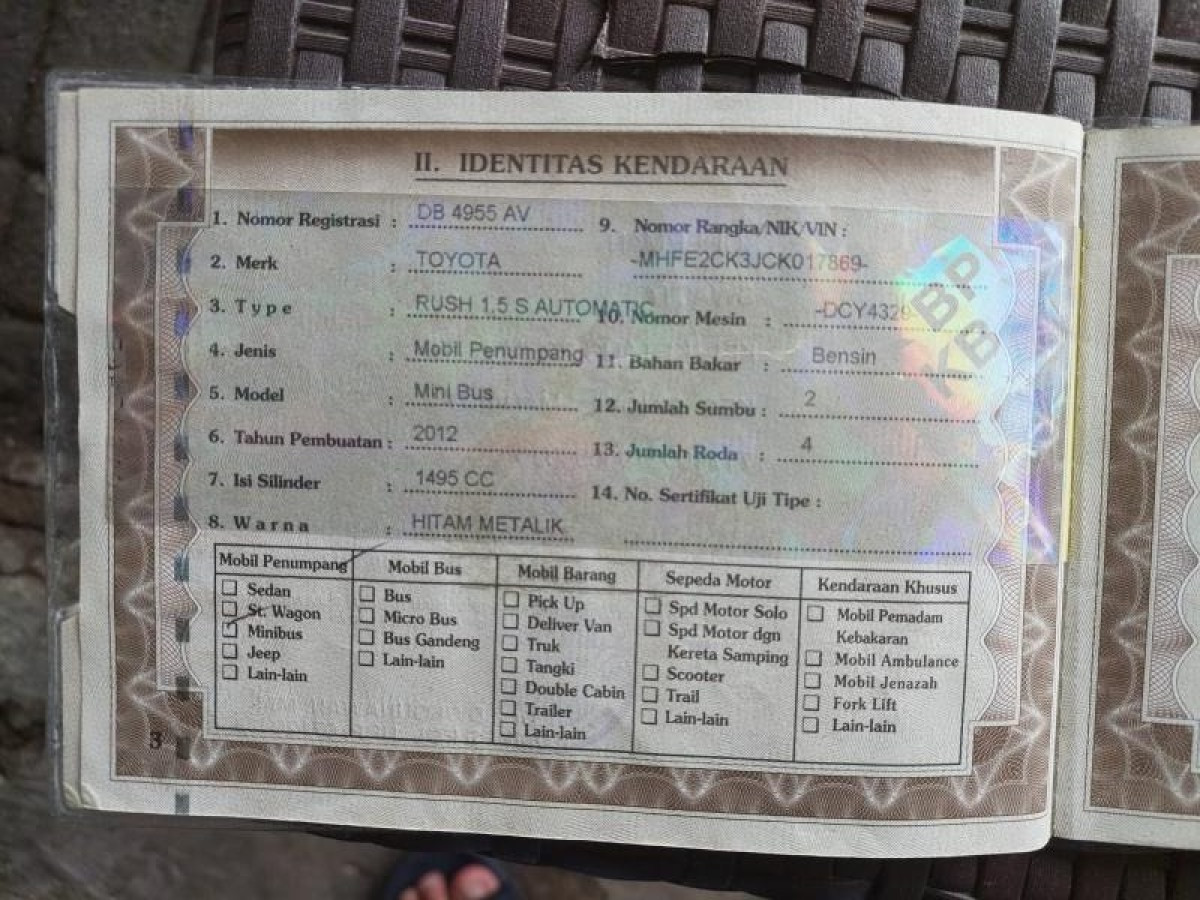 II. IDENTITAS KENDARAAN
1. Nomor Registrasi : DB 4955 AV
2. Merk : TOYOTA
3. Type : RUSH 1.5 S AUTOMATIC
4. Jenis : Mobil Penumpang
5. Model : Mini Bus
6. Tahun Pembuatan : 2012
7. Isi Silinder : 1495 CC
8. Warna : HITAM METALIK
9. Nomor Rangka/NIK/VIN :
-MHFE2CK3JCK017869-
10. Nomor Mesin : -DCY4329
11. Bahan Bakar : Bensin
12. Jumlah Sumbu : 2
13. Jumlah Roda : 4
14. No. Sertifikat Uji Tipe :
BP
KB
Mobil Penumpang
Sedan
St. Wagon
Minibus
Jeep
Lain-lain
Mobil Bus
Bus
Micro Bus
Bus Gandeng
Lain-lain
Mobil Barang
Pick Up
Deliver Van
Truk
Tangki
Double Cabin
Trailer
Lain-lain
Sepeda Motor
Spd Motor Solo
Spd Motor dgn
Kereta Samping
Scooter
Trail
Lain-lain
Kendaraan Khusus
Mobil Pemadam
Kebakaran
Mobil Ambulance
Mobil Jenazah
Fork Lift
Lain-lain
3